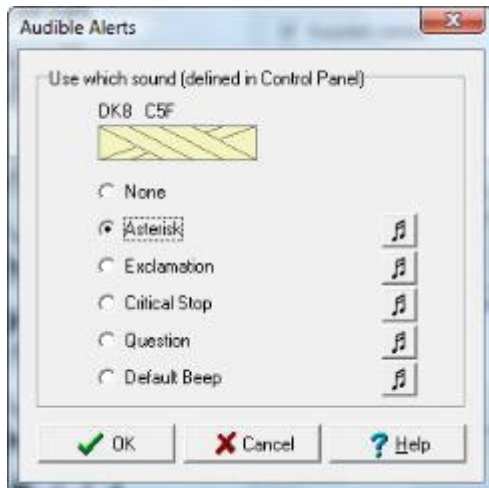 Audible Alerts
Use which sound (defined in Control Panel)
DK8 C5F
None
Asterisk
Exclamation
Critical Stop
Question
Default Beep
OK
Cancel
Help